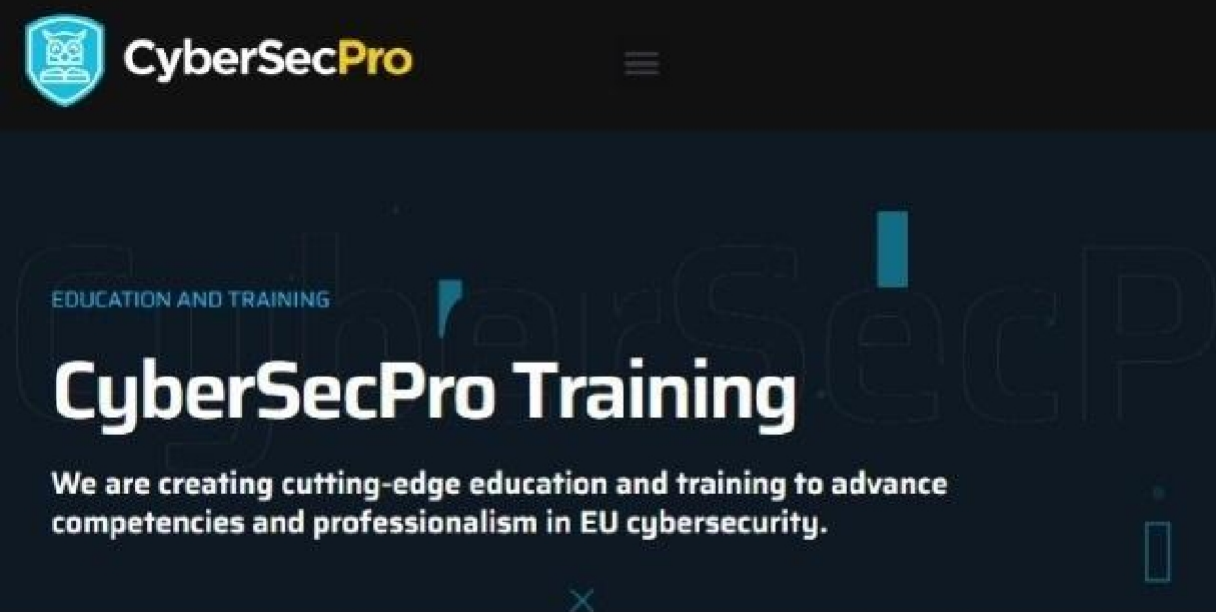 CyberSecPro
EDUCATION AND TRAINING
CyberSecPro Training
We are creating cutting-edge education and training to advance
competencies and professionalism in EU cybersecurity.
CyberSecP